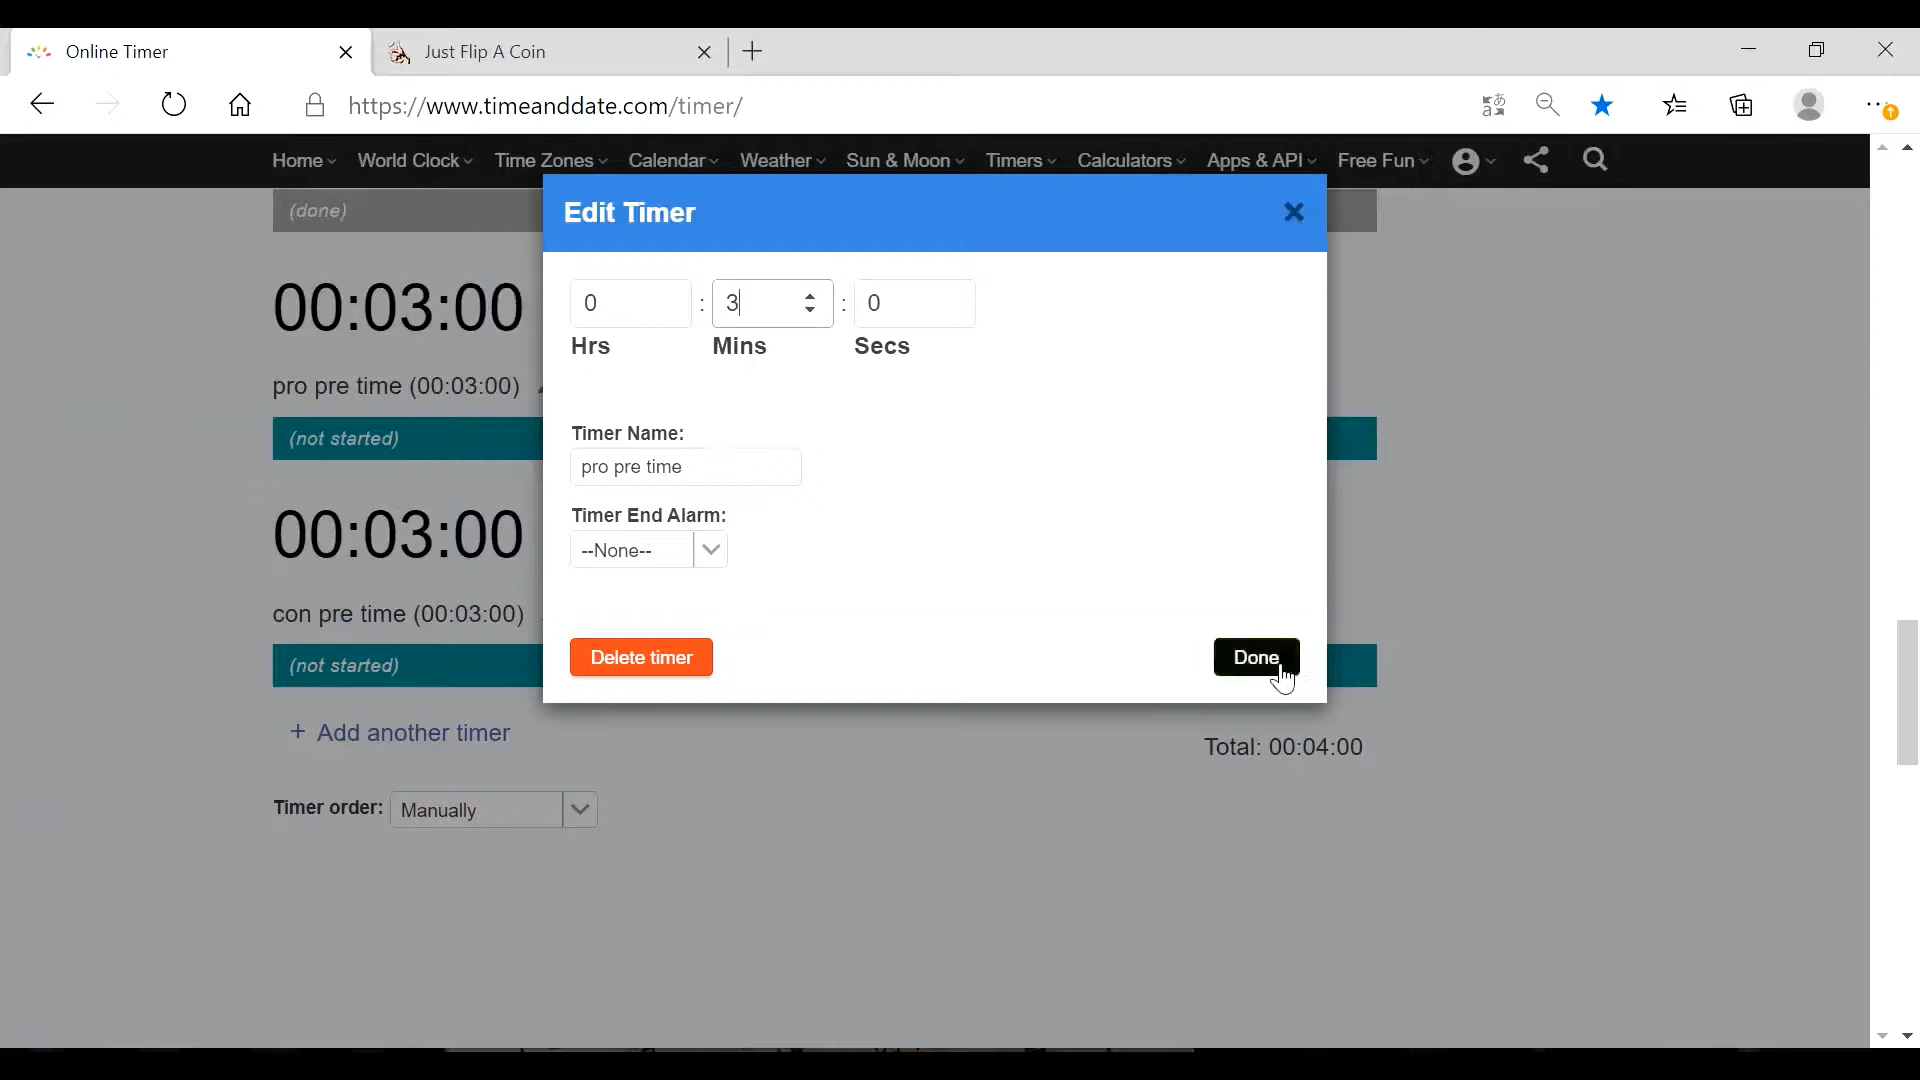 Online Timer
Just Flip A Coin
https://www.timeanddate.com/timer/
Home World Clock Time Zones Calendar Weather Sun & Moon Timers Calculators Apps & API Free Fun
(done)
Edit Timer
00:03:00
0 : 3 : 0
Hrs Mins Secs
pro pre time (00:03:00)
(not started)
Timer Name:
pro pre time
Timer End Alarm:
--None--
00:03:00
con pre time (00:03:00)
(not started)
Delete timer
Done
+ Add another timer
Total: 00:04:00
Timer order: Manually